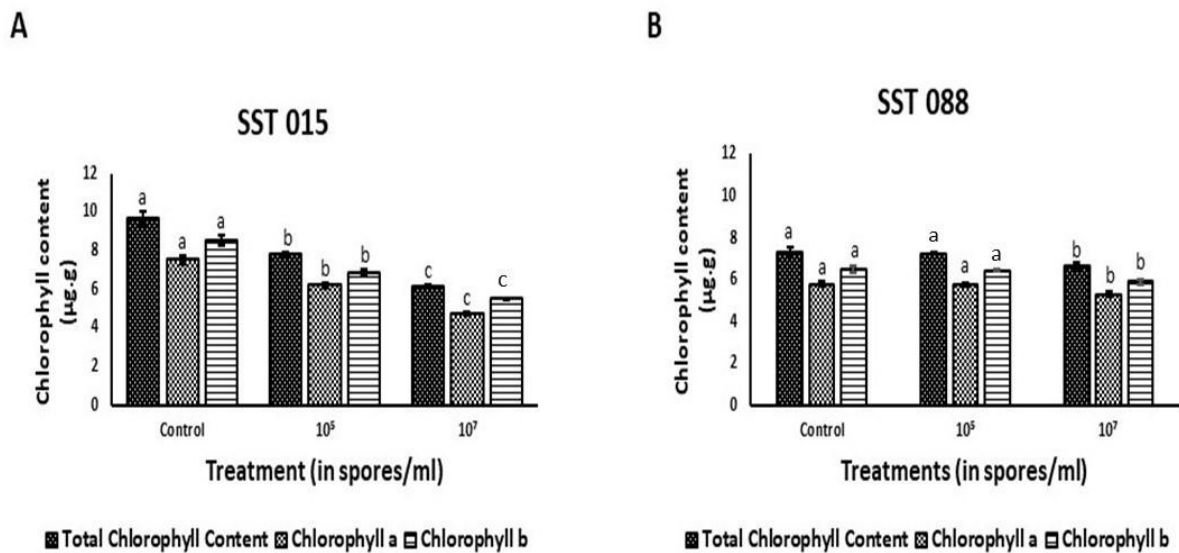 A
SST 015
Chlorophyll content
(µg.g)
12
10
8
6
4
2
0
a
a
a
b
b
b
c
c
c
Control
10⁵
10⁷
Treatment (in spores/ml)
Total Chlorophyll Content
Chlorophyll a
Chlorophyll b
B
SST 088
Chlorophyll content
(µg.g)
12
10
8
6
4
2
0
a
a
a
a
a
a
b
b
b
Control
10⁵
10⁷
Treatments (in spores/ml)
Total Chlorophyll Content
Chlorophyll a
Chlorophyll b